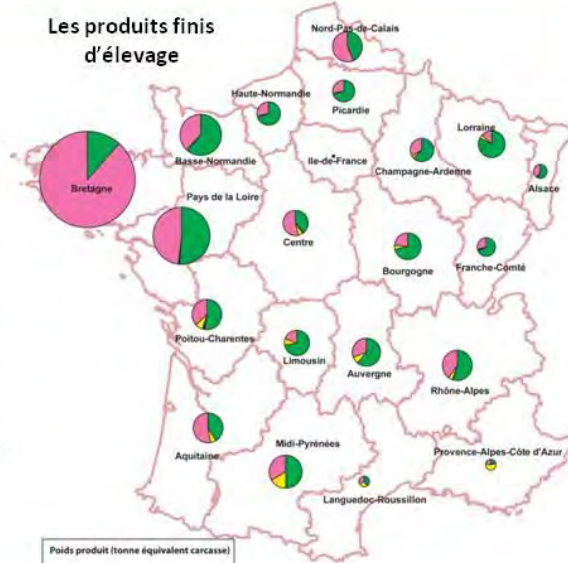 Les produits finis
d'élevage
Nord-Pas-de-Calais
Haute-Normandie
Picardie
Lorraine
Basse-Normandie
Ile-de-France
Champagne-Ardenne
Bretagne
Alsace
Pays de la Loire
Centre
Bourgogne
Franche-Comté
Poitou-Charentes
Limousin
Auvergne
Rhône-Alpes
Aquitaine
Midi-Pyrénées
Provence-Alpes-Côte d'Azur
Languedoc-Roussillon
Poids produit (tonne équivalent carcasse)